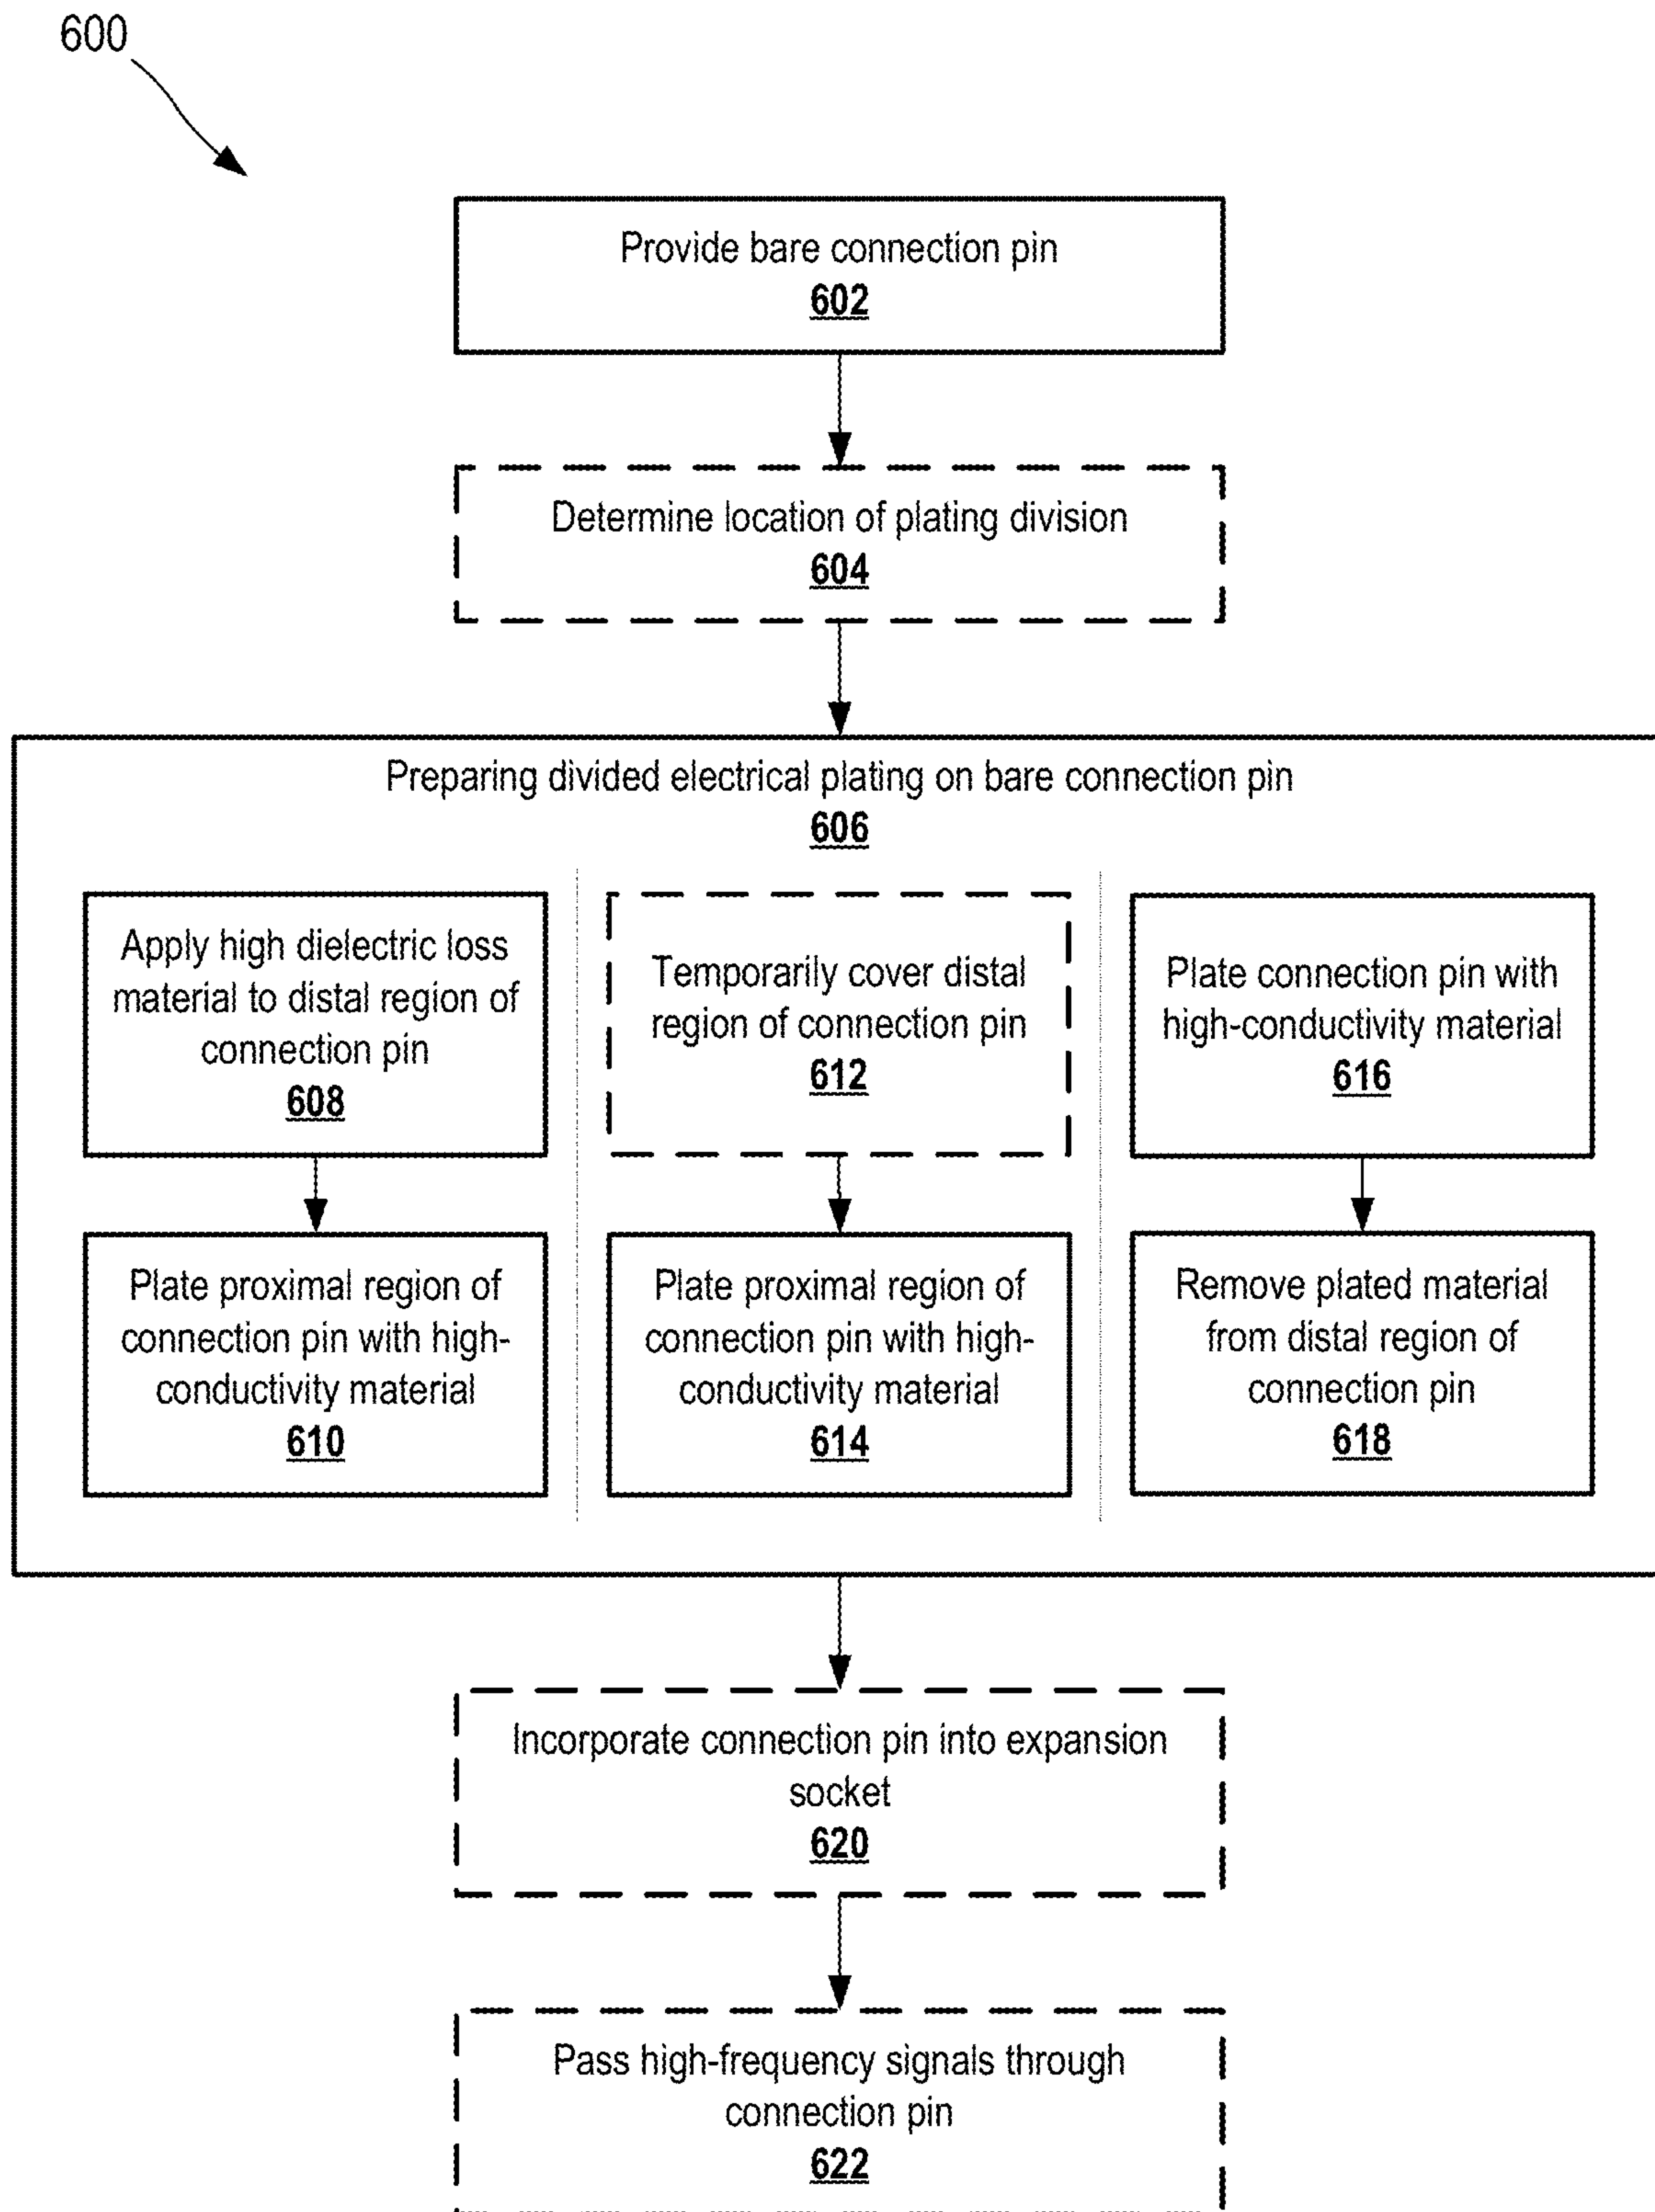 600
Provide bare connection pin
602
Determine location of plating division
604
Preparing divided electrical plating on bare connection pin
606
Apply high dielectric loss
material to distal region of
connection pin
608
Plate proximal region of
connection pin with high-
conductivity material
610
Temporarily cover distal
region of connection pin
612
Plate proximal region of
connection pin with high-
conductivity material
614
Plate connection pin with
high-conductivity material
616
Remove plated material
from distal region of
connection pin
618
Incorporate connection pin into expansion
socket
620
Pass high-frequency signals through
connection pin
622